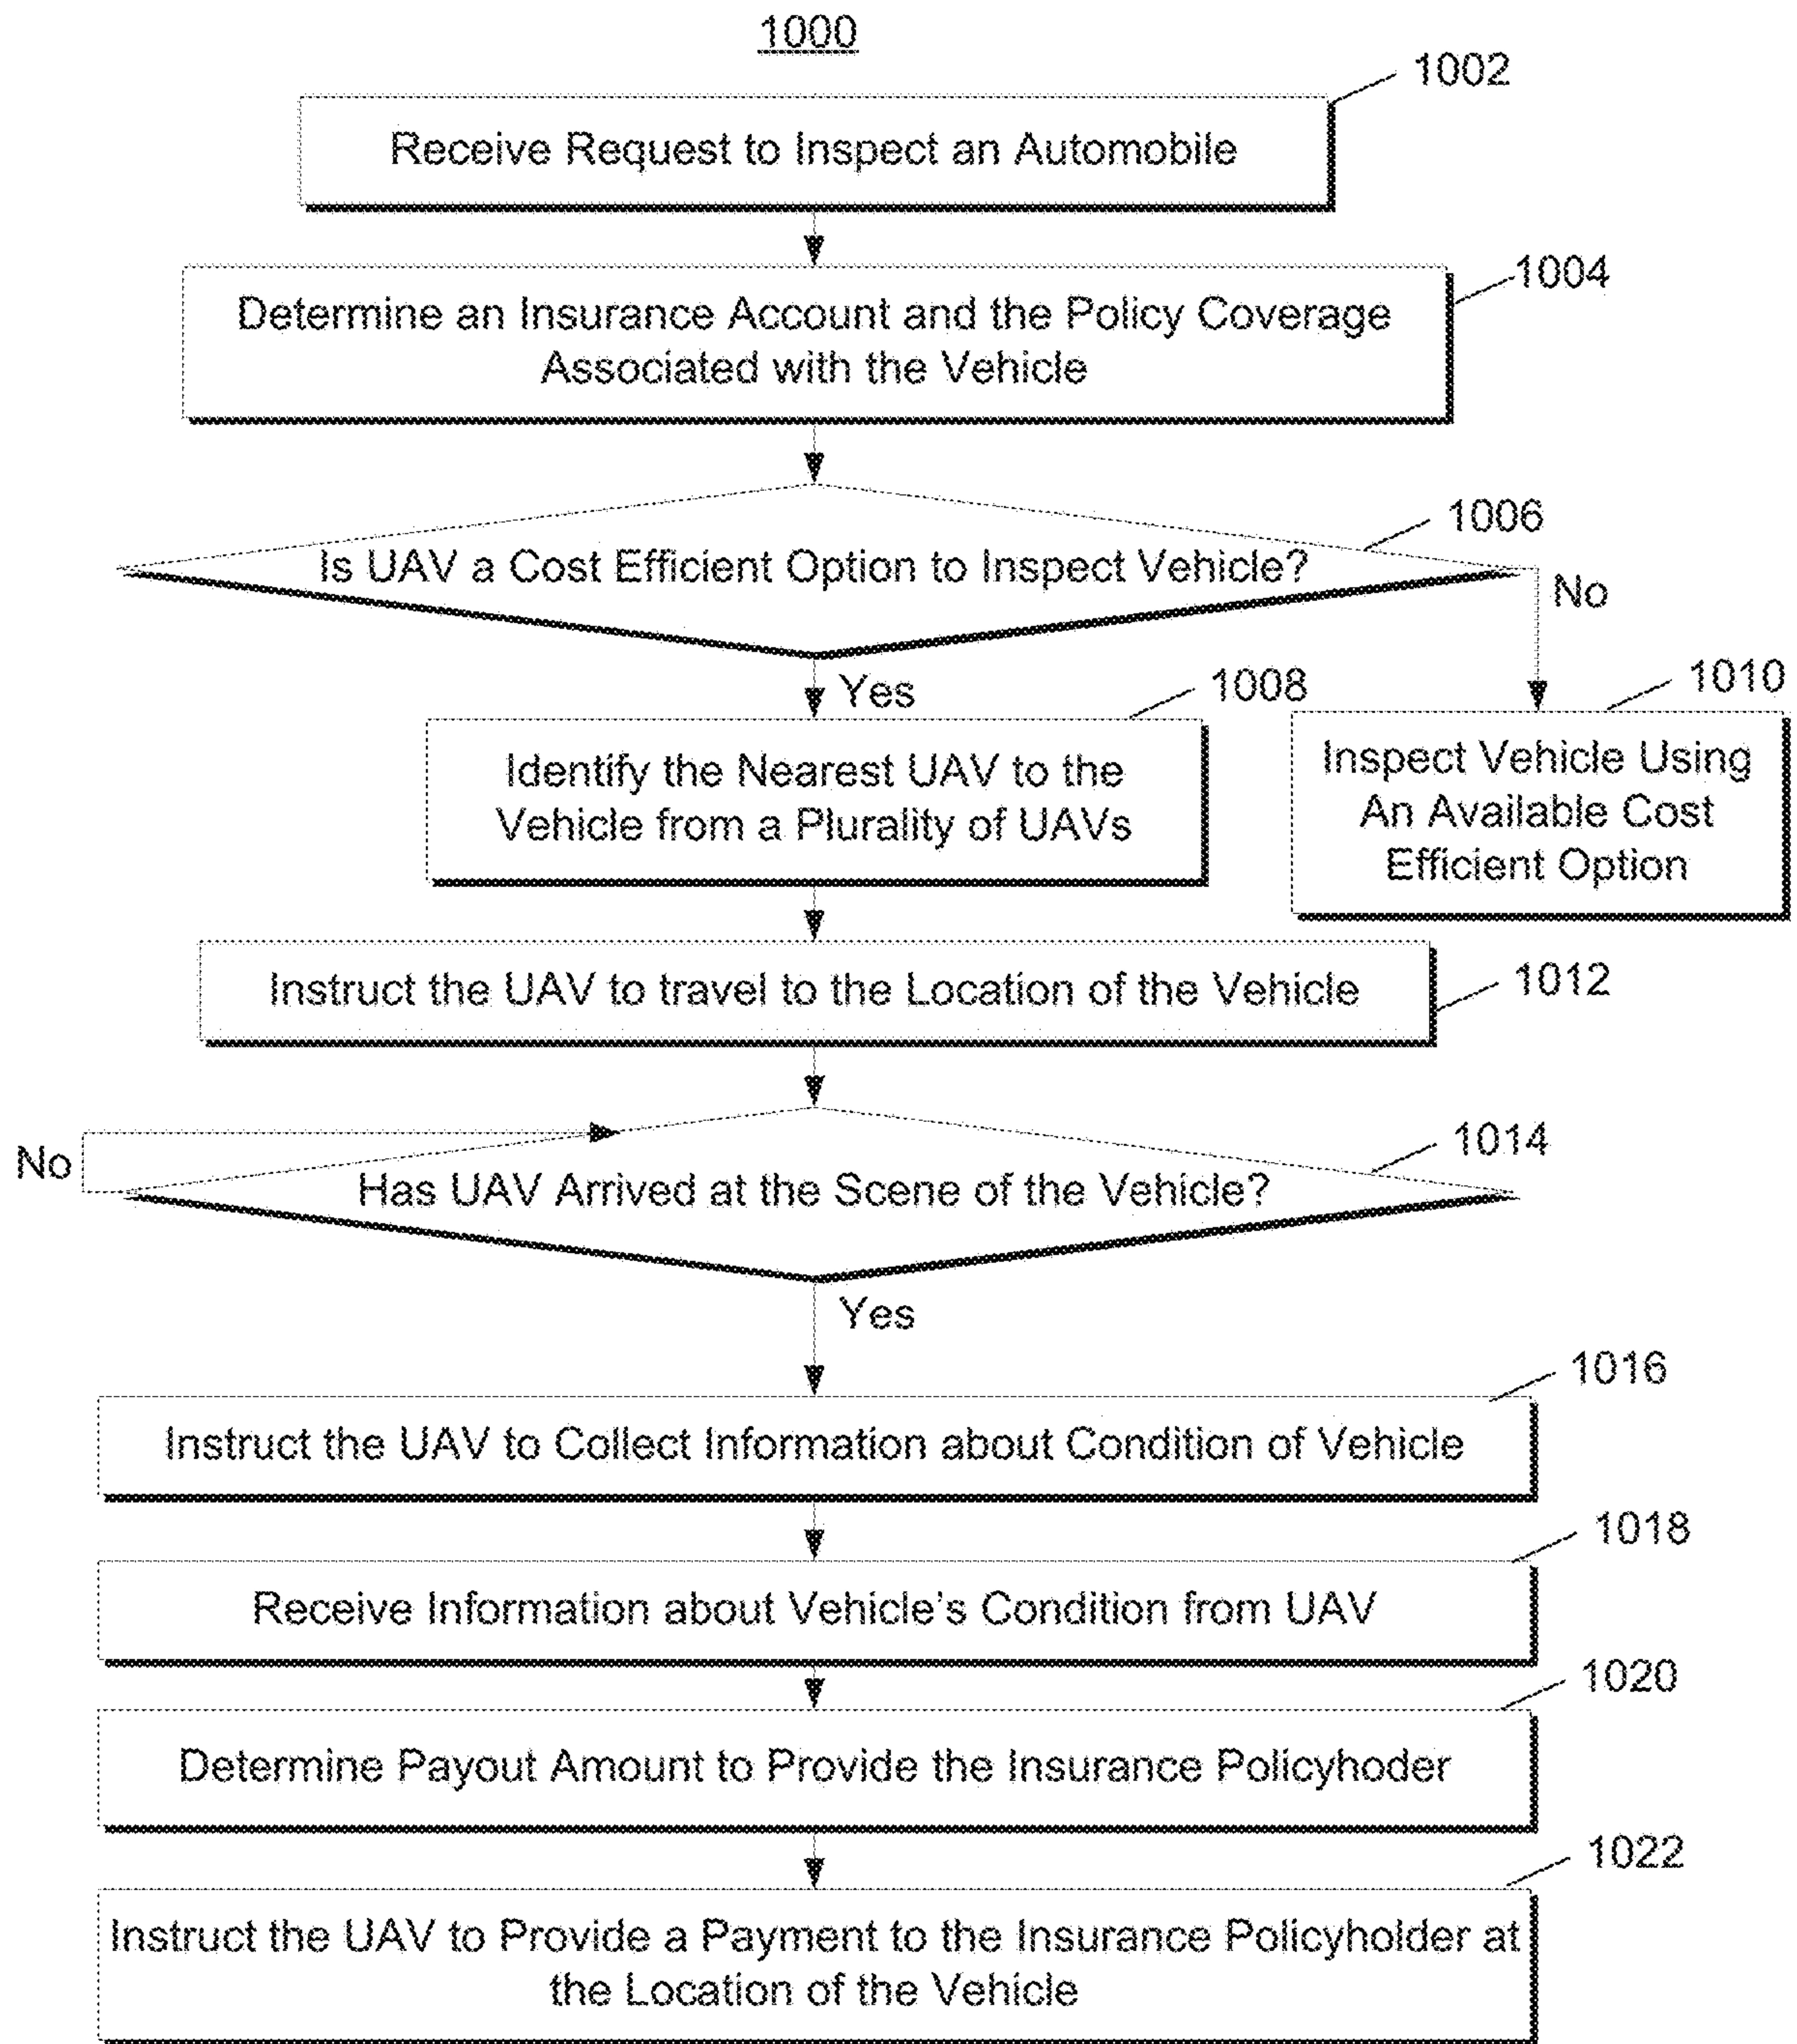 1000
1002
Receive Request to Inspect an Automobile
1004
Determine an Insurance Account and the Policy Coverage
Associated with the Vehicle
1006
Is UAV a Cost Efficient Option to Inspect Vehicle?
No
Yes
1008
1010
Identify the Nearest UAV to the
Vehicle from a Plurality of UAVs
Inspect Vehicle Using
An Available Cost
Efficient Option
Instruct the UAV to travel to the Location of the Vehicle
1012
1014
No
Has UAV Arrived at the Scene of the Vehicle?
Yes
1016
Instruct the UAV to Collect Information about Condition of Vehicle
1018
Receive Information about Vehicle's Condition from UAV
1020
Determine Payout Amount to Provide the Insurance Policyhoder
1022
Instruct the UAV to Provide a Payment to the Insurance Policyholder at
the Location of the Vehicle